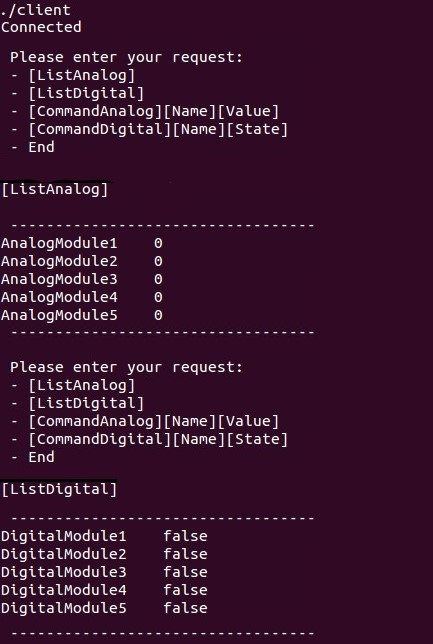 ./client
Connected
Please enter your request:
- [ListAnalog]
- [ListDigital]
- [CommandAnalog][Name][Value]
- [CommandDigital][Name][State]
- End
[ListAnalog]
----------------------------------
AnalogModule1    0
AnalogModule2    0
AnalogModule3    0
AnalogModule4    0
AnalogModule5    0
----------------------------------
Please enter your request:
- [ListAnalog]
- [ListDigital]
- [CommandAnalog][Name][Value]
- [CommandDigital][Name][State]
- End
[ListDigital]
----------------------------------
DigitalModule1    false
DigitalModule2    false
DigitalModule3    false
DigitalModule4    false
DigitalModule5    false
----------------------------------